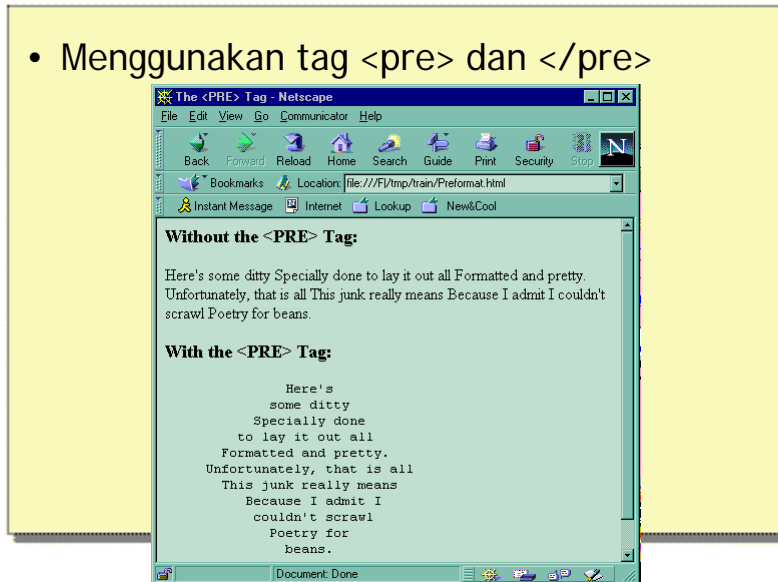 • Menggunakan tag <pre> dan </pre>
The <PRE> Tag - Netscape
File Edit View Go Communicator Help
Back Forward Reload Home Search Guide Print Security Stop N
Bookmarks Location: file:///F|/tmp/train/Preformat.html
Instant Message Internet Lookup New&Cool
Without the <PRE> Tag:
Here's some ditty Specially done to lay it out all Formatted and pretty.
Unfortunately, that is all This junk really means Because I admit I couldn't
scrawl Poetry for beans.
With the <PRE> Tag:
Here's
some ditty
Specially done
to lay it out all
Formatted and pretty.
Unfortunately, that is all
This junk really means
Because I admit I
couldn't scrawl
Poetry for
beans.
Document: Done